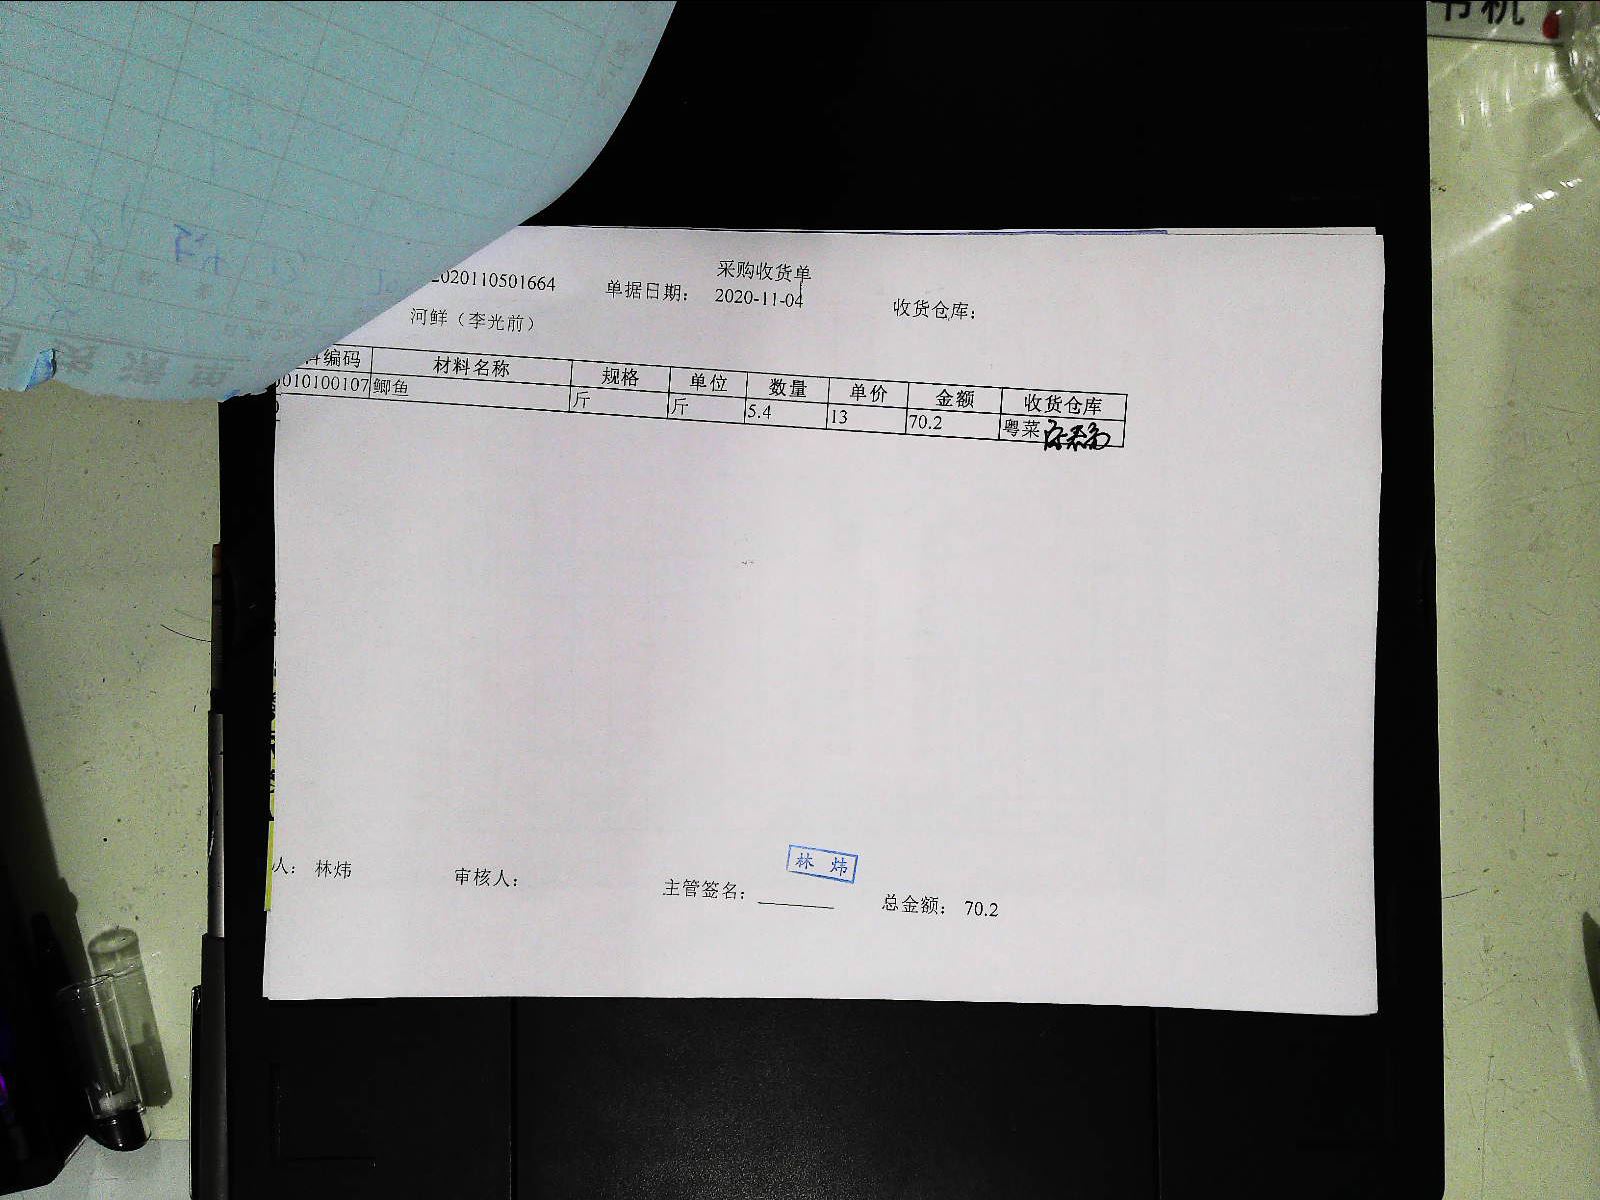 采购收货单
2020110501664 单据日期: 2020-11-04 收货仓库:
河鲜（李光前）
料编码 材料名称 规格 单位 数量 单价 金额 收货仓库
010100107 鲫鱼 斤 斤 5.4 13 70.2 粤菜
林 炜
人: 林炜 审核人: 主管签名: 总金额: 70.2